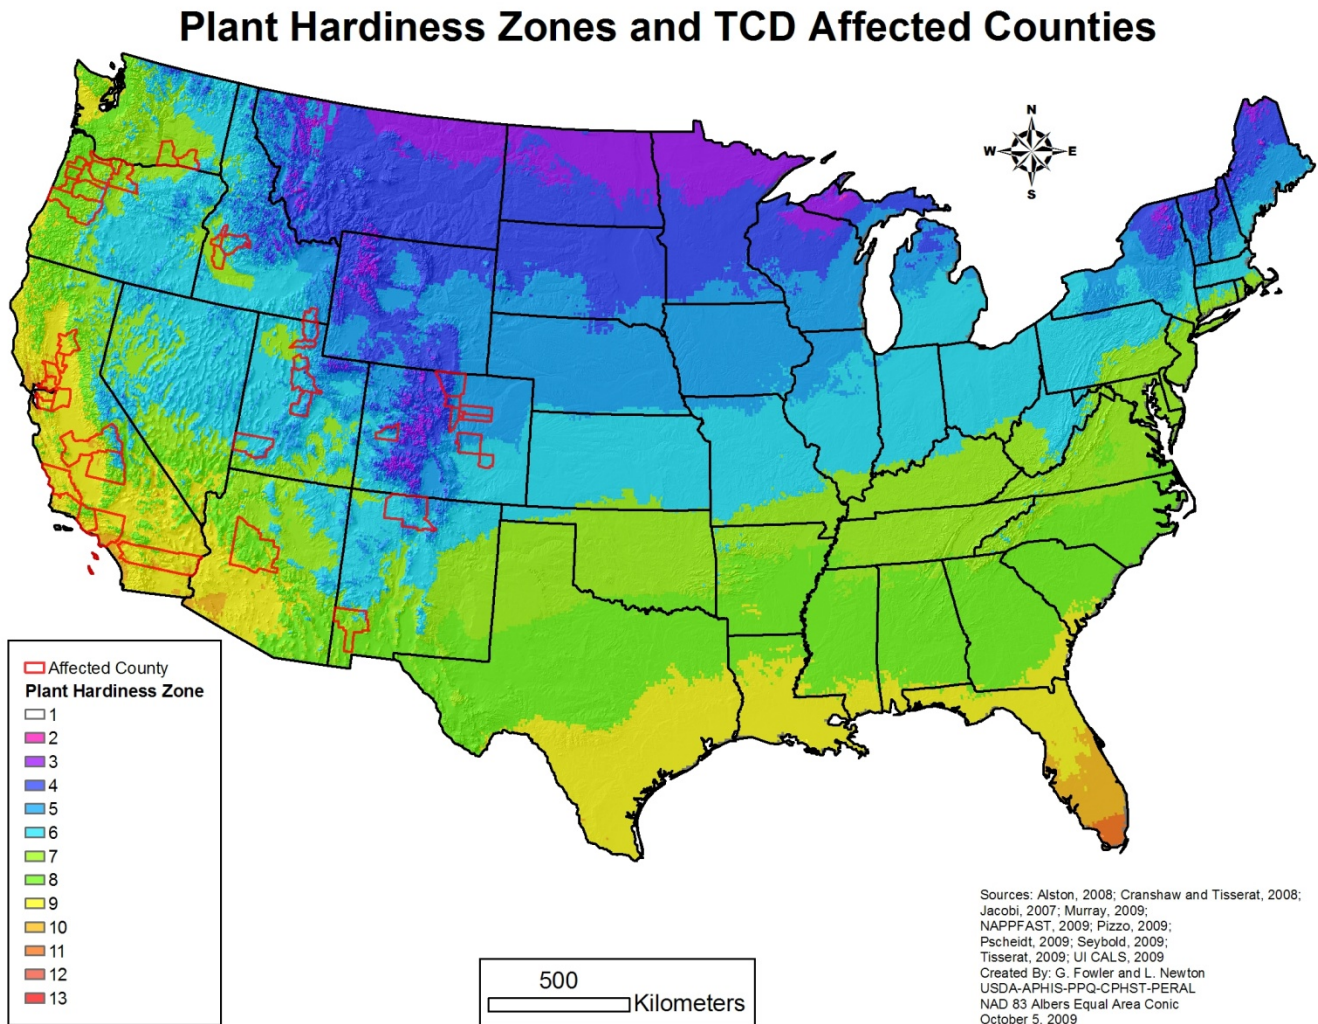 Plant Hardiness Zones and TCD Affected Counties
N
W
E
S
Affected County
Plant Hardiness Zone
1
2
3
4
5
6
7
8
9
10
11
12
13
500
Kilometers
Sources: Alston, 2008; Cranshaw and Tisserat, 2008;
Jacobi, 2007; Murray, 2009;
NAPPFAST, 2009; Pizzo, 2009;
Pscheidt, 2009; Seybold, 2009;
Tisserat, 2009; UI CALS, 2009
Created By: G. Fowler and L. Newton
USDA-APHIS-PPQ-CPHST-PERAL
NAD 83 Albers Equal Area Conic
October 5, 2009